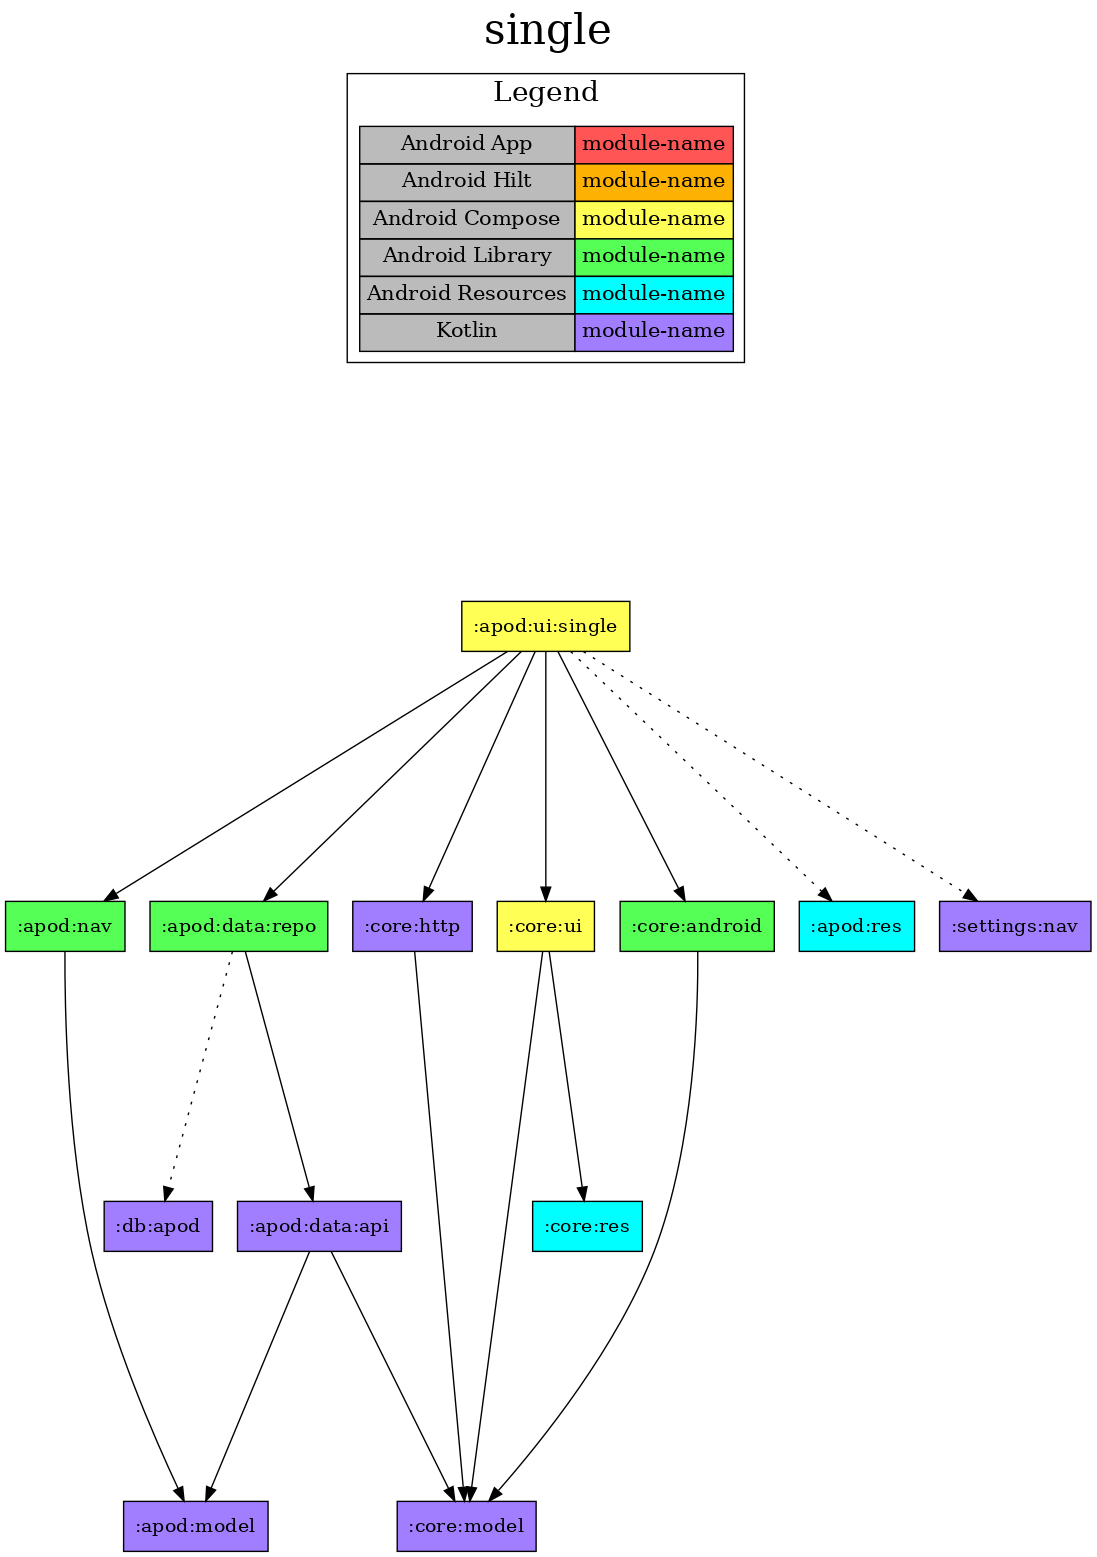 single
Legend
Android App module-name
Android Hilt module-name
Android Compose module-name
Android Library module-name
Android Resources module-name
Kotlin module-name
:apod:ui:single
:apod:nav :apod:data:repo :core:http :core:ui :core:android :apod:res :settings:nav
:db:apod :apod:data:api :core:res
:apod:model :core:model